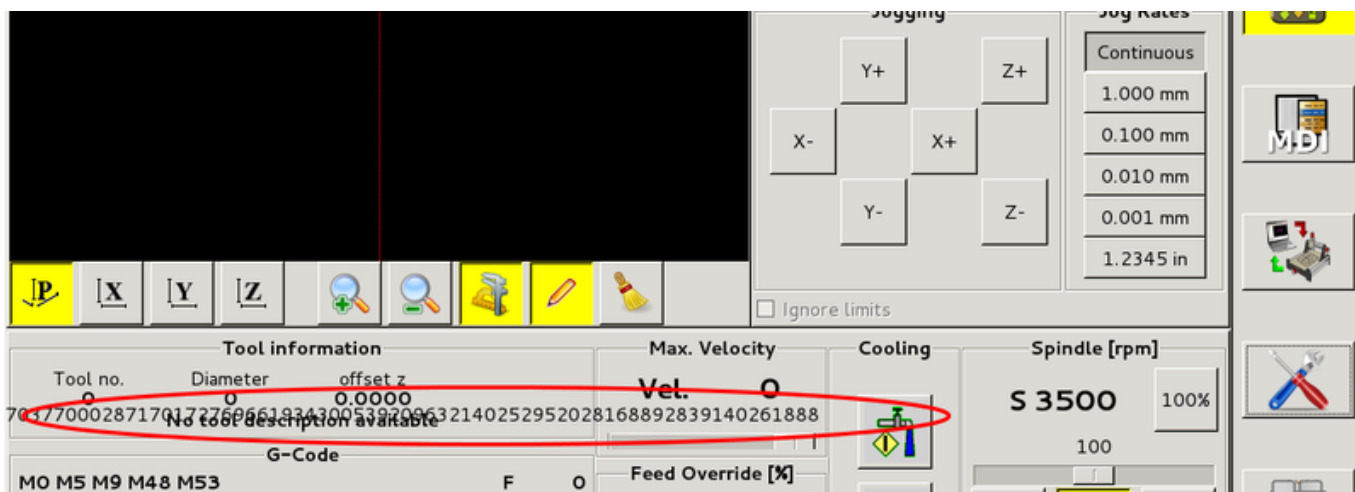 Jogging
Jog Rates
Continuous
Y+
Z+
1.000 mm
MDI
X-
X+
0.100 mm
0.010 mm
Y-
Z-
0.001 mm
1.2345 in
P
X
Y
Z
Ignore limits
Tool information
Max. Velocity
Cooling
Spindle [rpm]
Tool no.
Diameter
offset z
0
0
0.0000
Vel.
0
S 3500
100%
No tool description available
100
G-Code
Feed Override [%]
M0 M5 M9 M48 M53
F
0